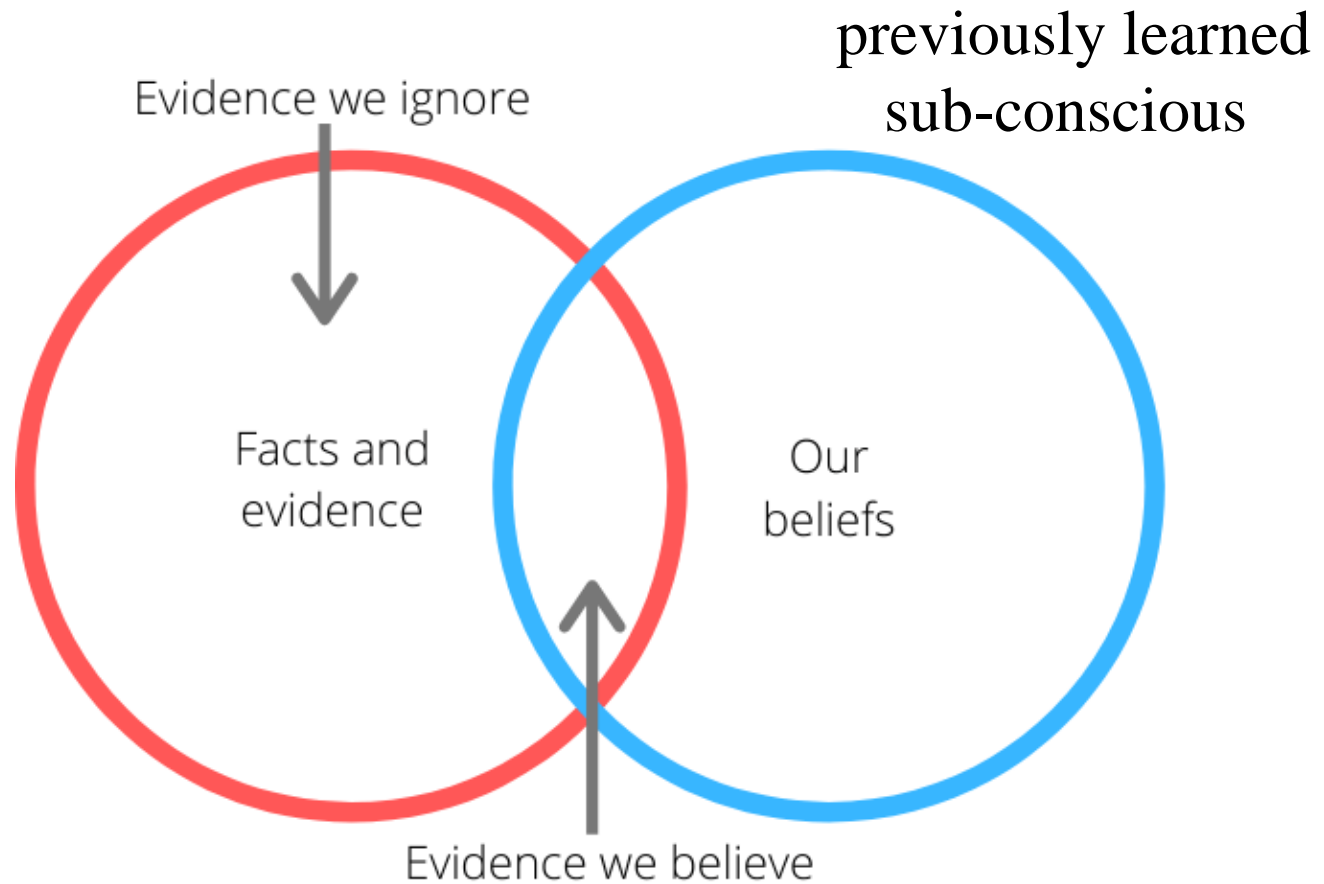 previously learned
sub-conscious
Evidence we ignore
Facts and
evidence
Our
beliefs
Evidence we believe